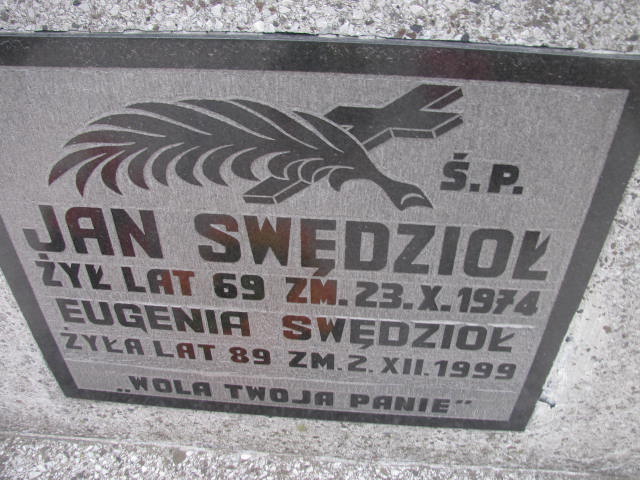 Ś.P.
JAN SWĘDZIOŁ
ŻYŁ LAT 69 ZM. 23.X.1974
EUGENIA SWĘDZIOŁ
ŻYŁA LAT 89 ZM. 2.XII.1999
„WOLA TWOJA PANIE"